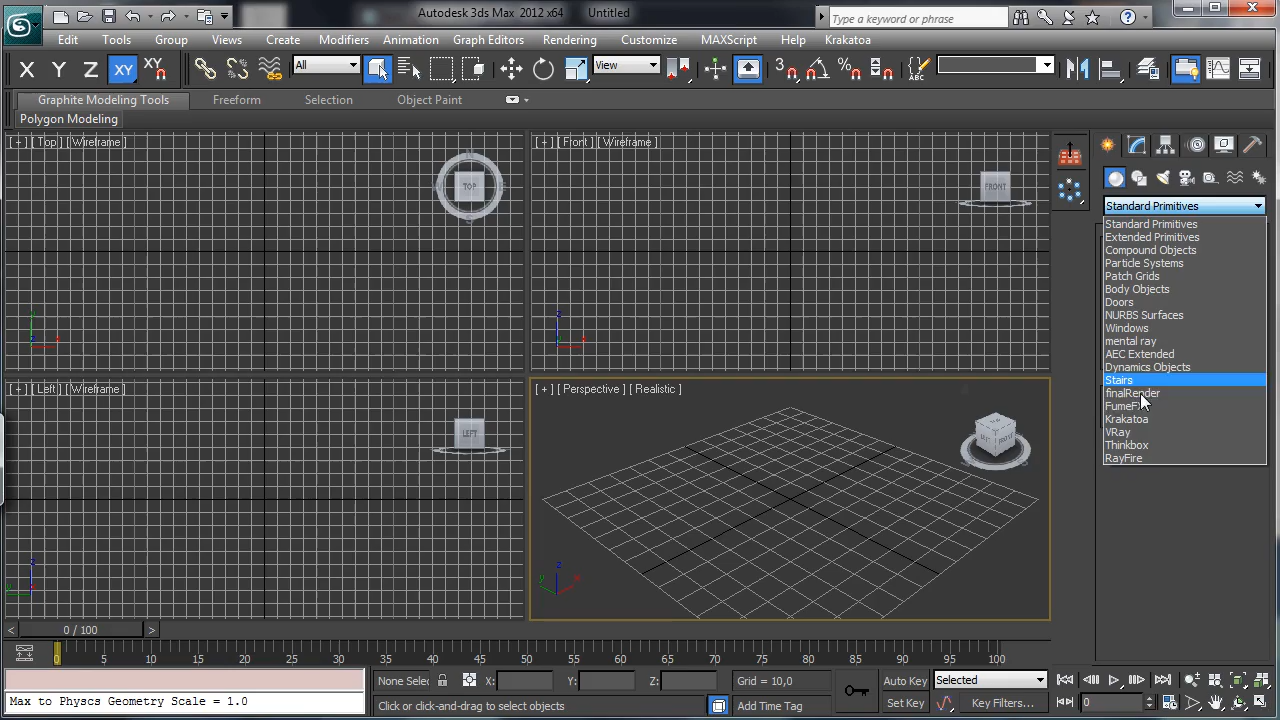 Autodesk 3ds Max 2012 x64 Untitled
Type a keyword or phrase
Edit Tools Group Views Create Modifiers Animation Graph Editors Rendering Customize MAXScript Help Krakatoa
X Y Z XY XY All View 3 % ABC
Graphite Modeling Tools Freeform Selection Object Paint
Polygon Modeling
[ + ] [ Top ] [ Wireframe ]
[ + ] [ Front ] [ Wireframe ]
TOP
FRONT
[ + ] [ Left ] [ Wireframe ]
[ + ] [ Perspective ] [ Realistic ]
LEFT
Standard Primitives
Standard Primitives
Extended Primitives
Compound Objects
Particle Systems
Patch Grids
Body Objects
Doors
NURBS Surfaces
Windows
mental ray
AEC Extended
Dynamics Objects
Stairs
finalRender
Krakatoa
VRay
Thinkbox
RayFire
< 0 / 100 >
0 5 10 15 20 25 30 35 40 45 50 55 60 65 70 75 80 85 90 95 100
None Selec X: Y: Z: Grid = 10,0 Auto Key Selected
Max to Physcs Geometry Scale = 1.0
Click or click-and-drag to select objects Add Time Tag Set Key Key Filters... 0